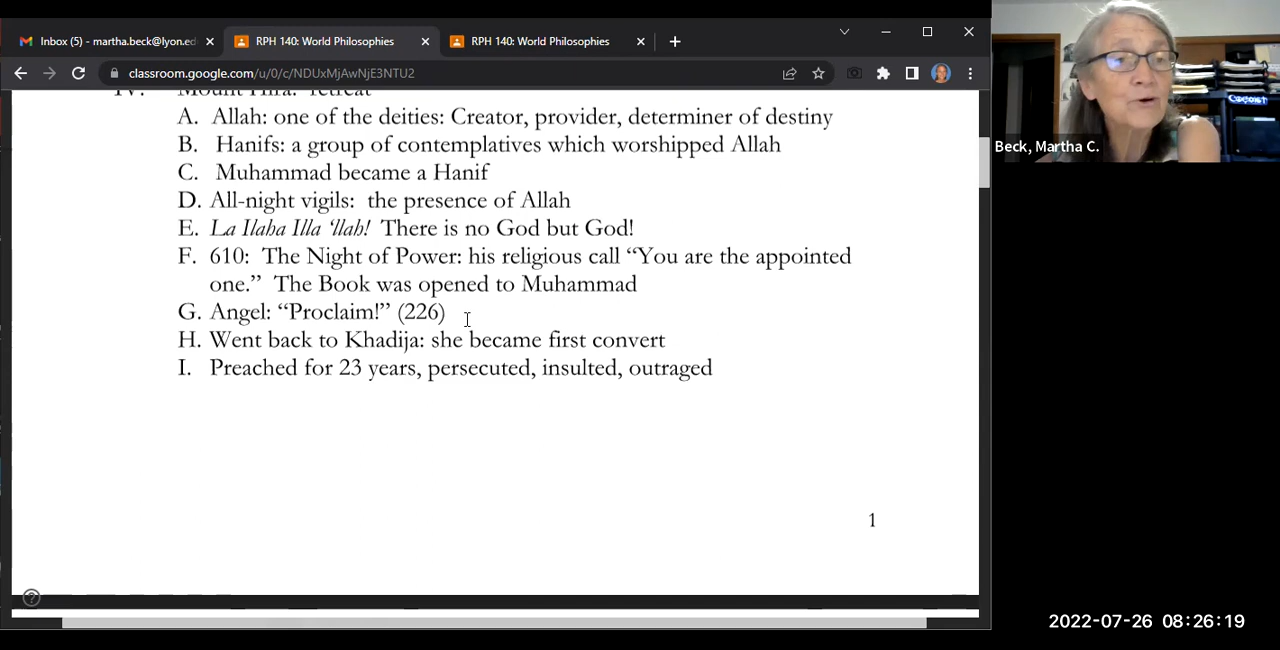 Inbox (5) - martha.beck@lyon.ed
RPH 140: World Philosophies
RPH 140: World Philosophies
classroom.google.com/u/0/c/NDUxMjAwNjE3NTU2
IV. Mount Hira: retreat
A. Allah: one of the deities: Creator, provider, determiner of destiny
B. Hanifs: a group of contemplatives which worshipped Allah
C. Muhammad became a Hanif
D. All-night vigils: the presence of Allah
E. La Ilaha Illa ‘llah! There is no God but God!
F. 610: The Night of Power: his religious call “You are the appointed
one.” The Book was opened to Muhammad
G. Angel: “Proclaim!” (226)
H. Went back to Khadija: she became first convert
I. Preached for 23 years, persecuted, insulted, outraged
1
Beck, Martha C.
2022-07-26 08:26:19